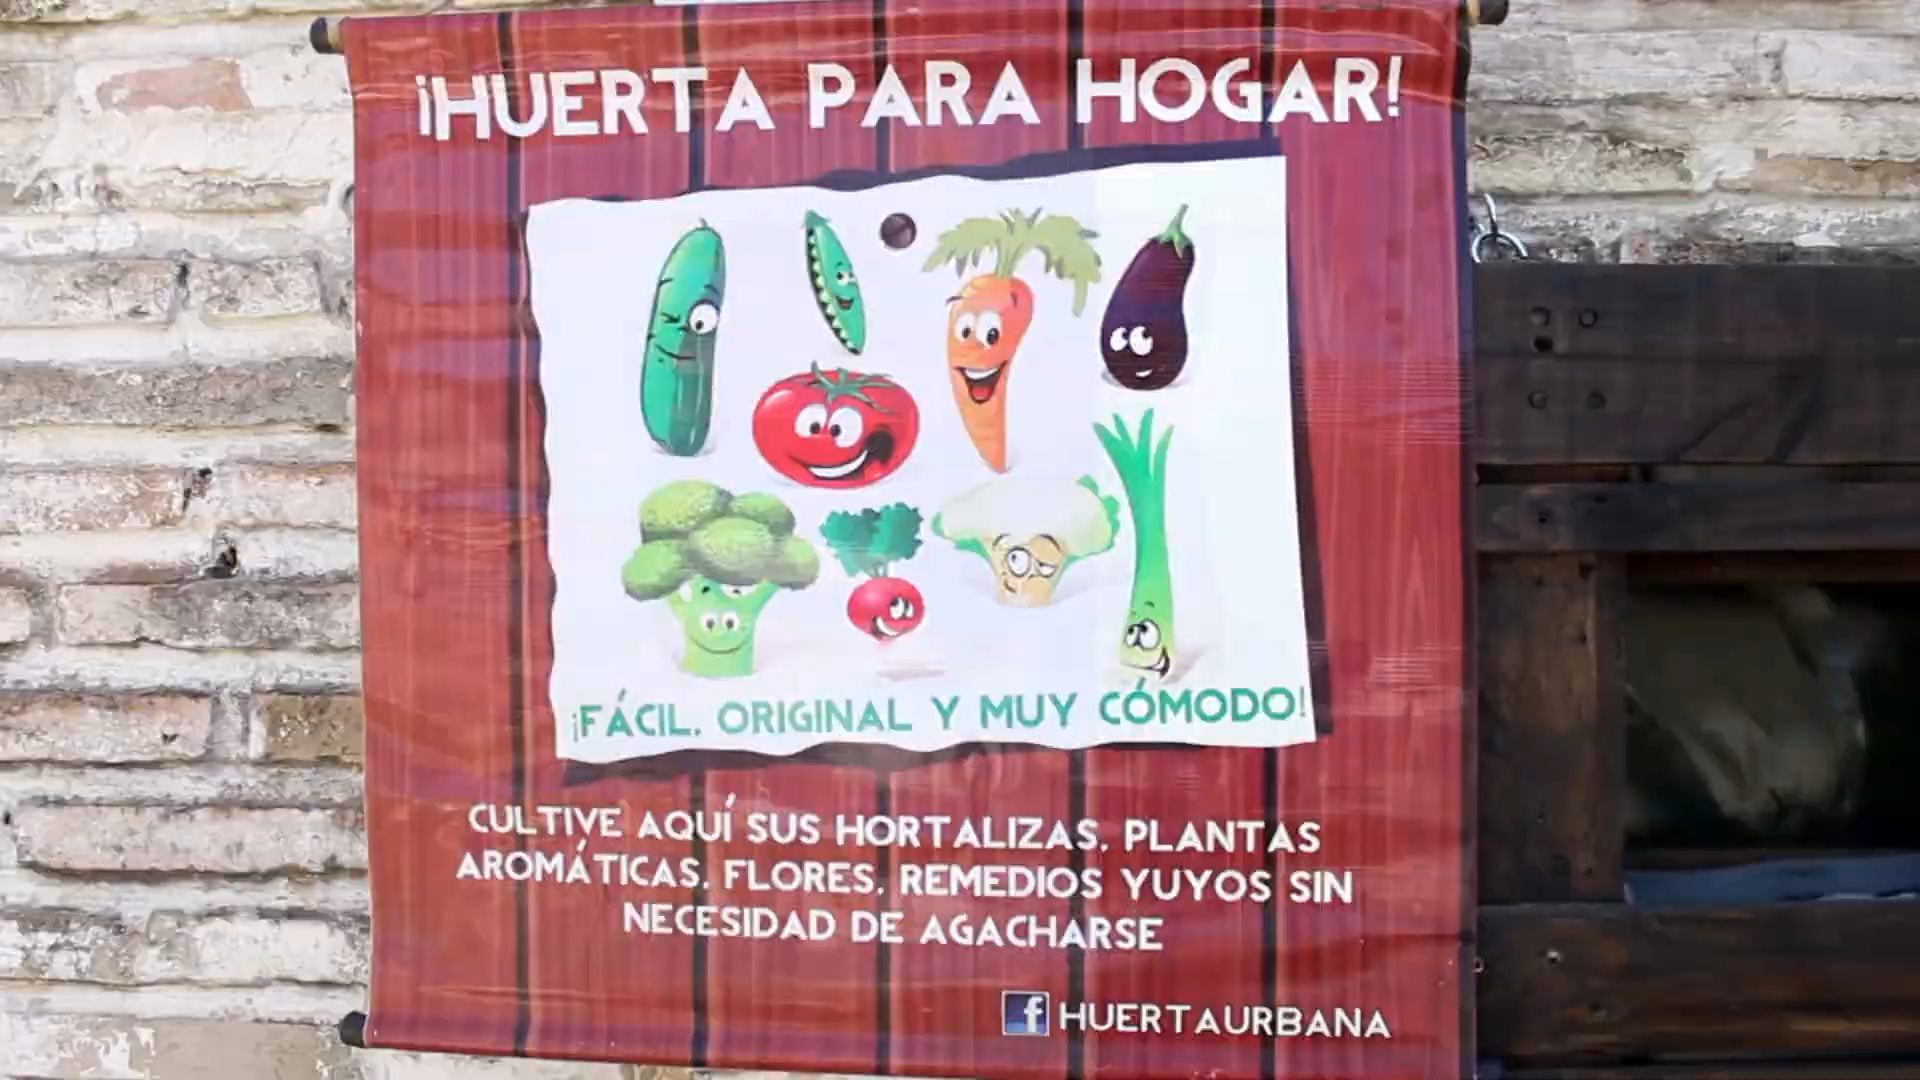 ¡HUERTA PARA HOGAR!
¡FÁCIL, ORIGINAL Y MUY CÓMODO!
CULTIVE AQUÍ SUS HORTALIZAS, PLANTAS
AROMÁTICAS, FLORES, REMEDIOS YUYOS SIN
NECESIDAD DE AGACHARSE
f HUERTAURBANA